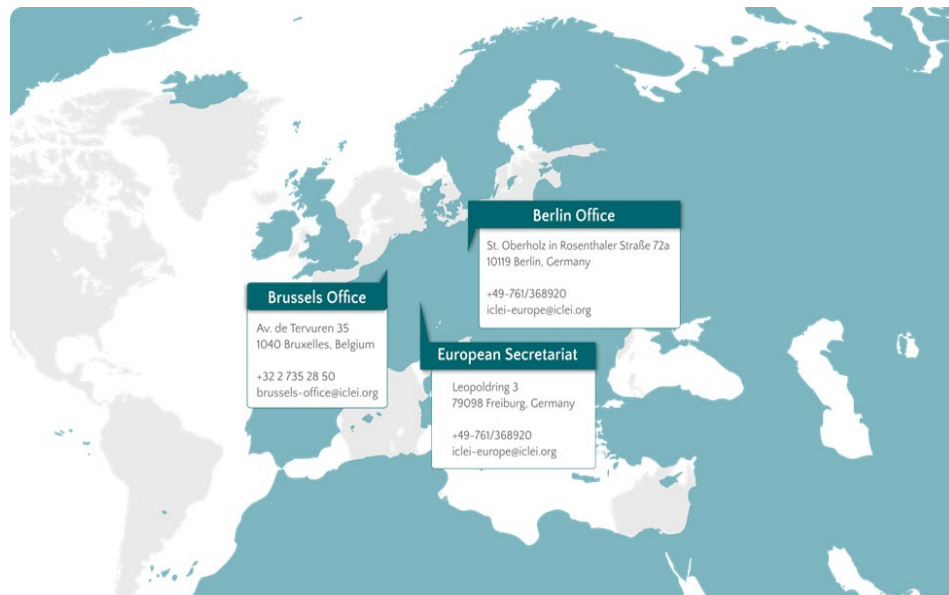 Berlin Office
St. Oberholz in Rosenthaler Straße 72a
10119 Berlin, Germany
+49-761/368920
iclei-europe@iclei.org
Brussels Office
Av. de Tervuren 35
1040 Bruxelles, Belgium
+32 2 735 28 50
brussels-office@iclei.org
European Secretariat
Leopoldring 3
79098 Freiburg, Germany
+49-761/368920
iclei-europe@iclei.org